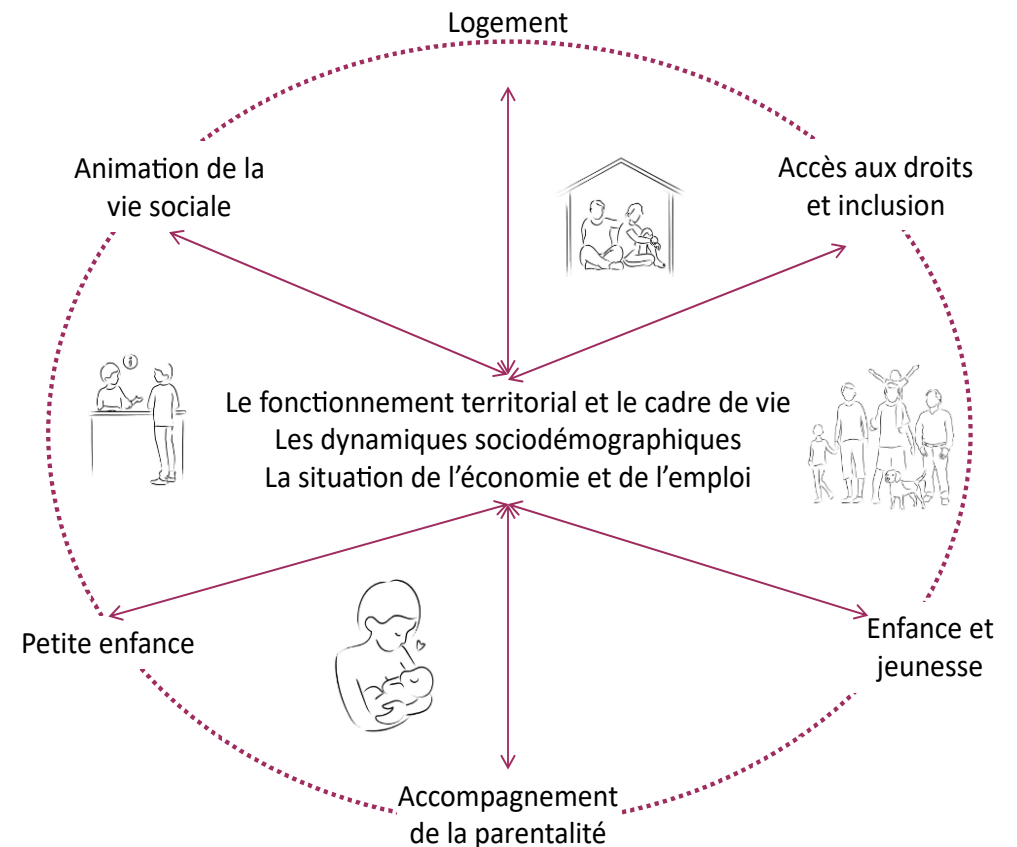 Logement
Animation de la
vie sociale
Accès aux droits
et inclusion
Le fonctionnement territorial et le cadre de vie
Les dynamiques sociodémographiques
La situation de l’économie et de l’emploi
Petite enfance
Enfance et
jeunesse
Accompagnement
de la parentalité